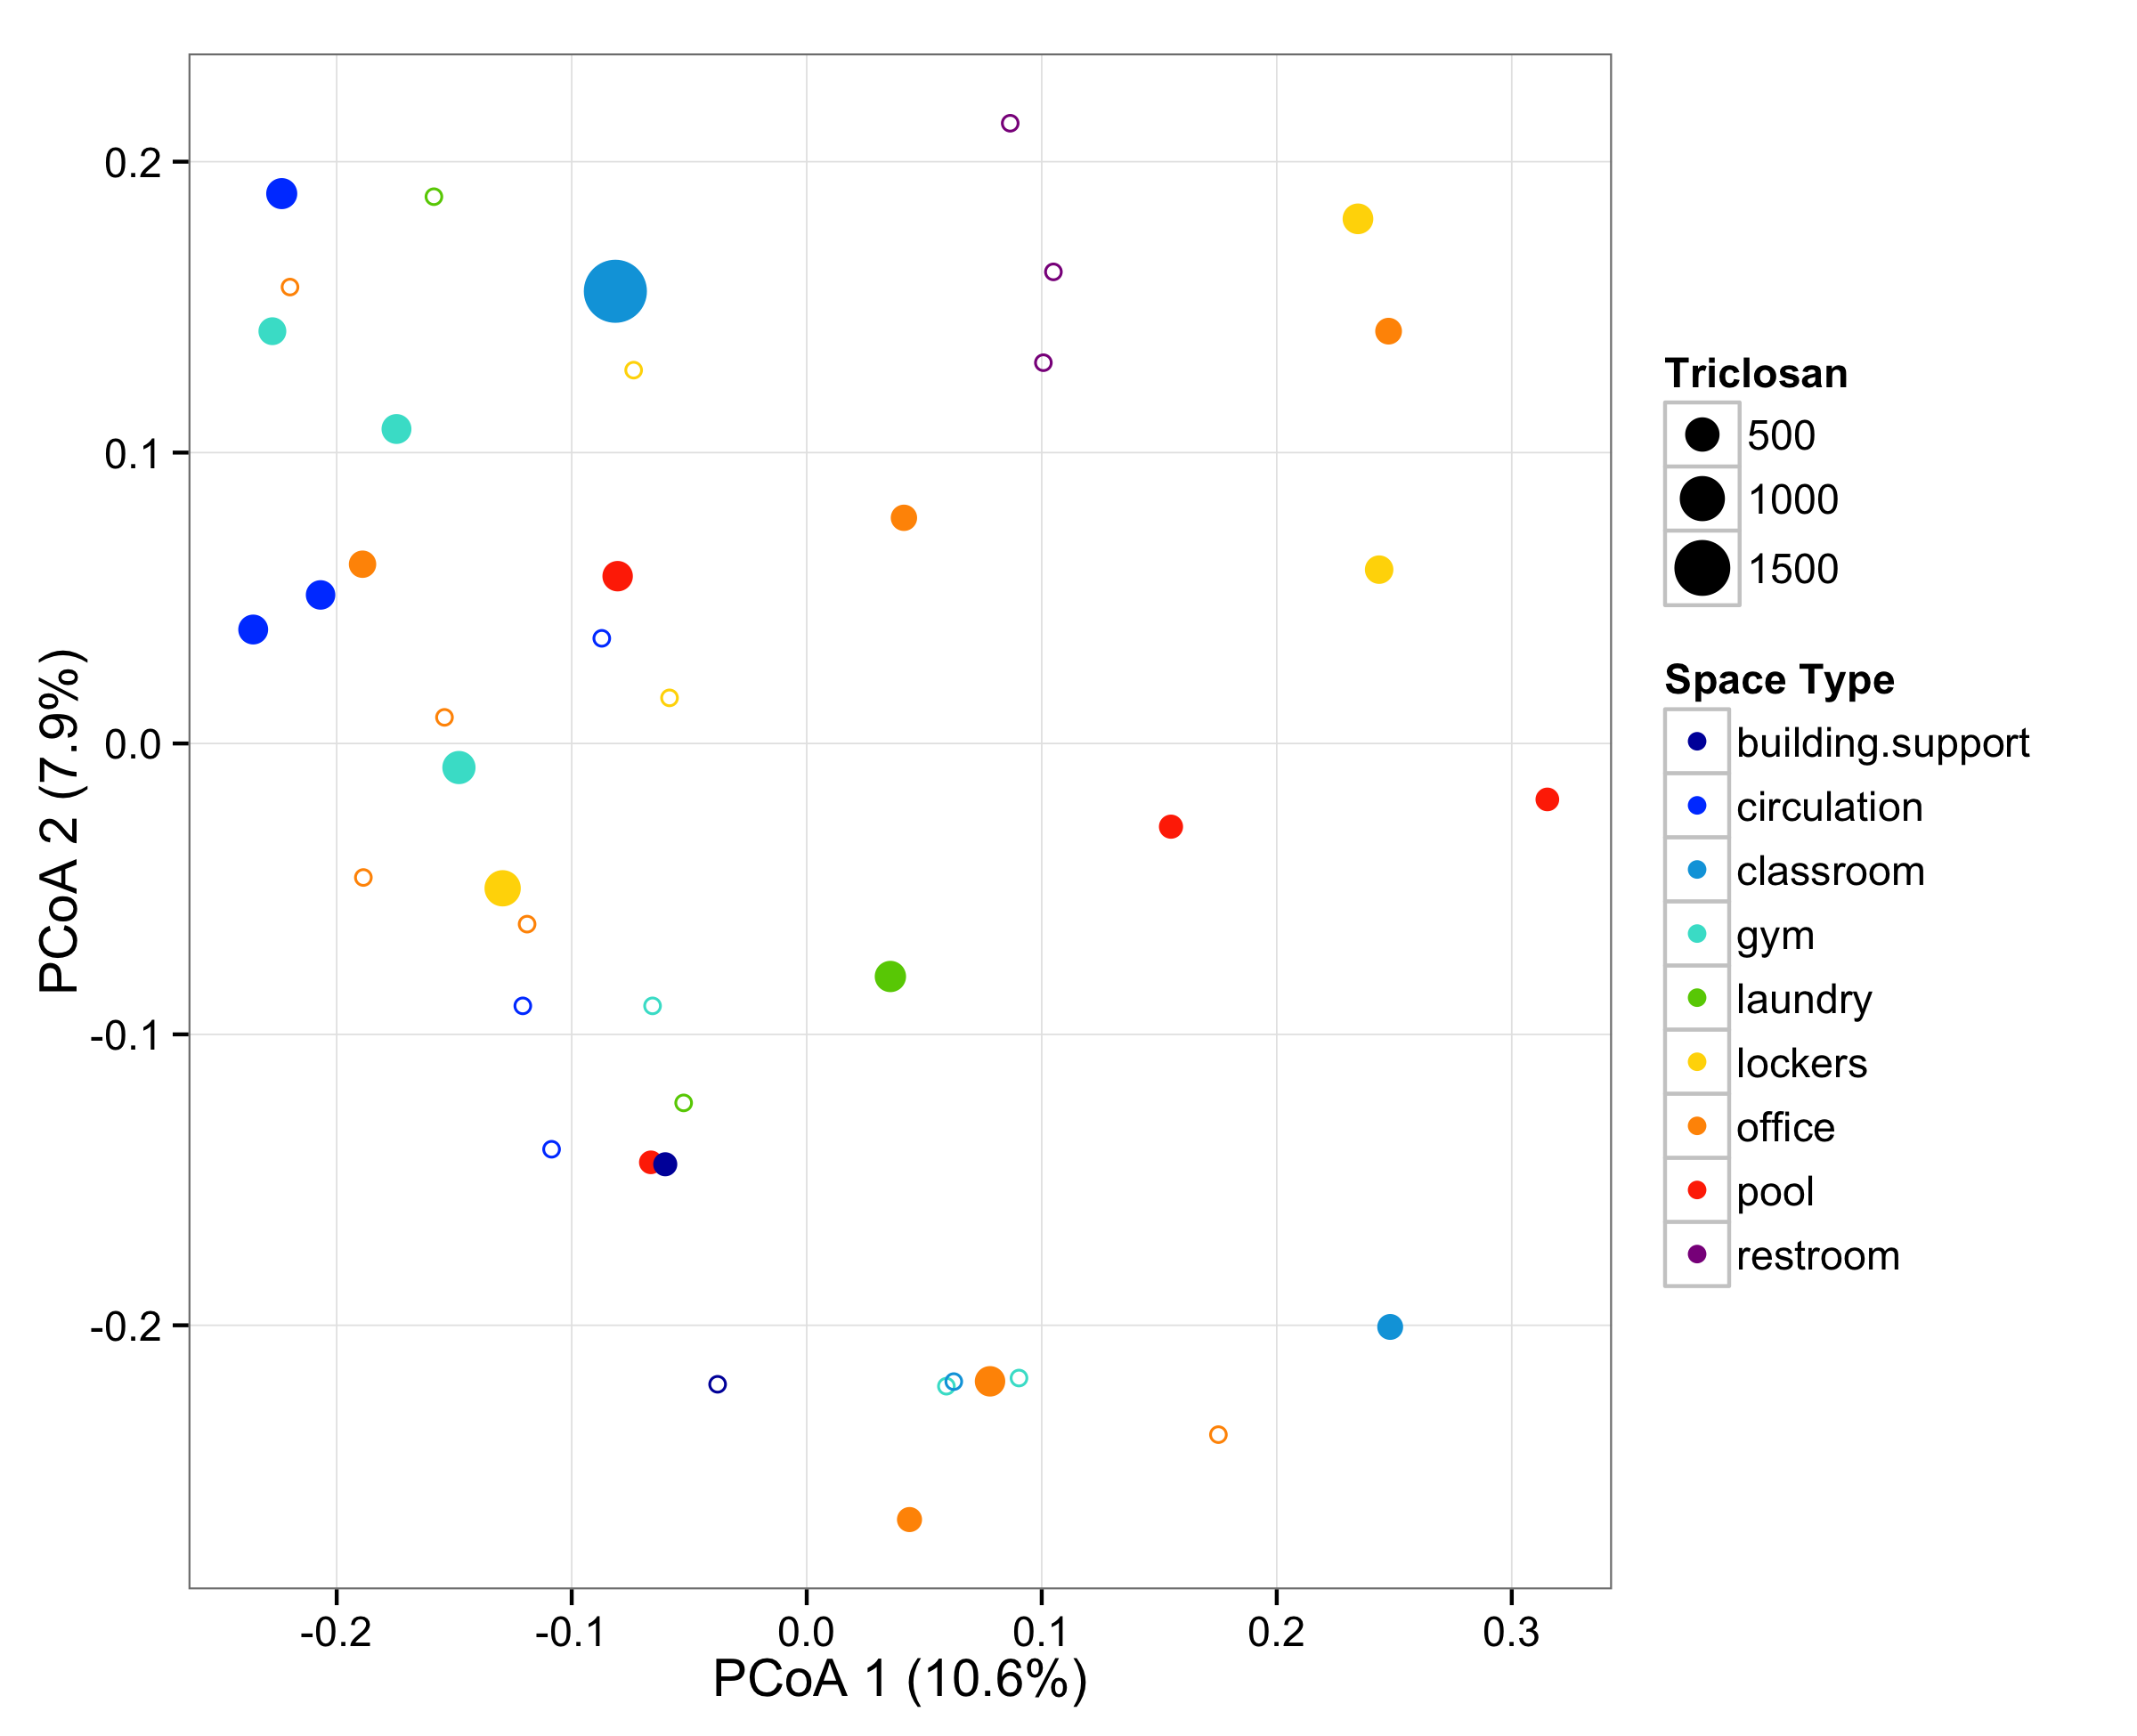 0.2
0.1
0.0
-0.1
-0.2
PCoA 2 (7.9%)
-0.2
-0.1
0.0
0.1
0.2
0.3
PCoA 1 (10.6%)
Triclosan
500
1000
1500
Space Type
building.support
circulation
classroom
gym
laundry
lockers
office
pool
restroom